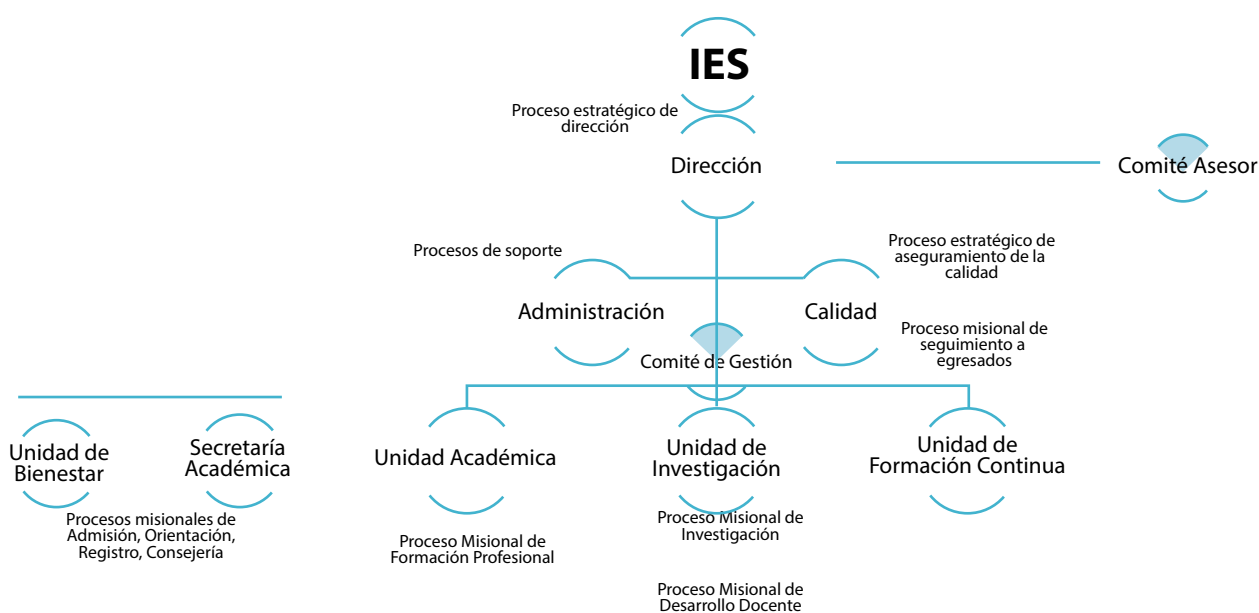 IES
Proceso estratégico de
dirección
Dirección
Comité Asesor
Procesos de soporte
Proceso estratégico de
aseguramiento de la
calidad
Administración
Calidad
Proceso misional de
seguimiento a
egresados
Comité de Gestión
Unidad de
Bienestar
Secretaría
Académica
Unidad Académica
Unidad de
Investigación
Unidad de
Formación Continua
Procesos misionales de
Admisión, Orientación,
Registro, Consejería
Proceso Misional de
Formación Profesional
Proceso Misional de
Investigación
Proceso Misional de
Desarrollo Docente